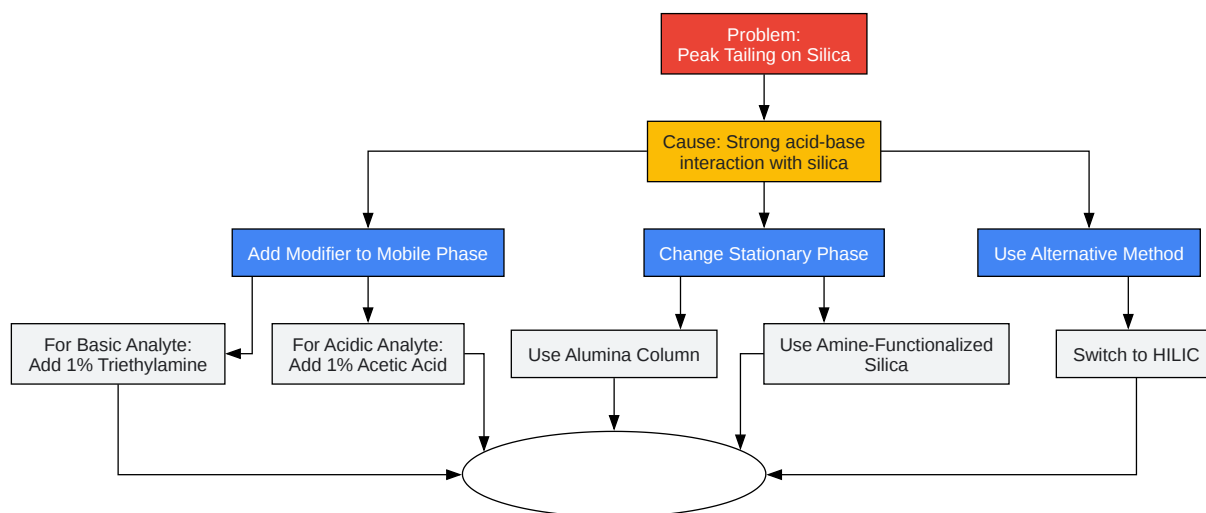 Problem:
Peak Tailing on Silica
Cause: Strong acid-base
interaction with silica
Add Modifier to Mobile Phase
Change Stationary Phase
Use Alternative Method
For Basic Analyte:
Add 1% Triethylamine
For Acidic Analyte:
Add 1% Acetic Acid
Use Alumina Column
Use Amine-Functionalized
Silica
Switch to HILIC